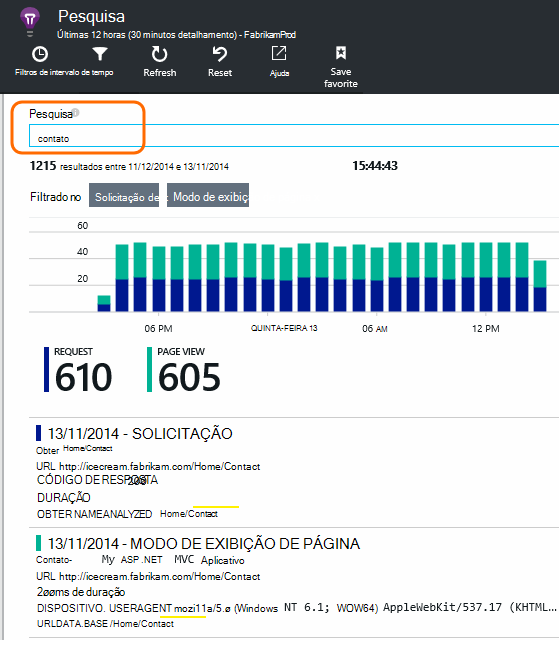 Pesquisa
Últimas 12 horas (30 minutos detalhamento) - FabrikamProd
Filtros de intervalo de tempo Refresh Reset Ajuda Save favorite
Pesquisa
contato
1215 resultados entre 11/12/2014 e 13/11/2014 15:44:43
Filtrado no Solicitação de Modo de exibiç
60
40
20
06 PM QUINTA-FEIRA 13 06 AM 12 PM
REQUEST PAGE VIEW
610 605
13/11/2014 - SOLICITAÇÃO
Obter Home/Contact
URL http://icecream.fabrikam.com/Home/Contact
CÓDIGO DE RESPOSTA 200
DURAÇÃO
OBTER NAMEANALYZED Home/Contact
13/11/2014 - MODO DE EXIBIÇÃO DE PÁGINA
Contato- My ASP .NET MVC Aplicativo
URL http://icecream.fabrikam.com/Home/Contact
2øøms de duração
DISPOSITIVO. USERAGENT mozi11a/5.ø (Windows NT 6.1; WOW64) AppleWebKit/537.17 (KHTML...
URLDATA.BASE /Home/Contact